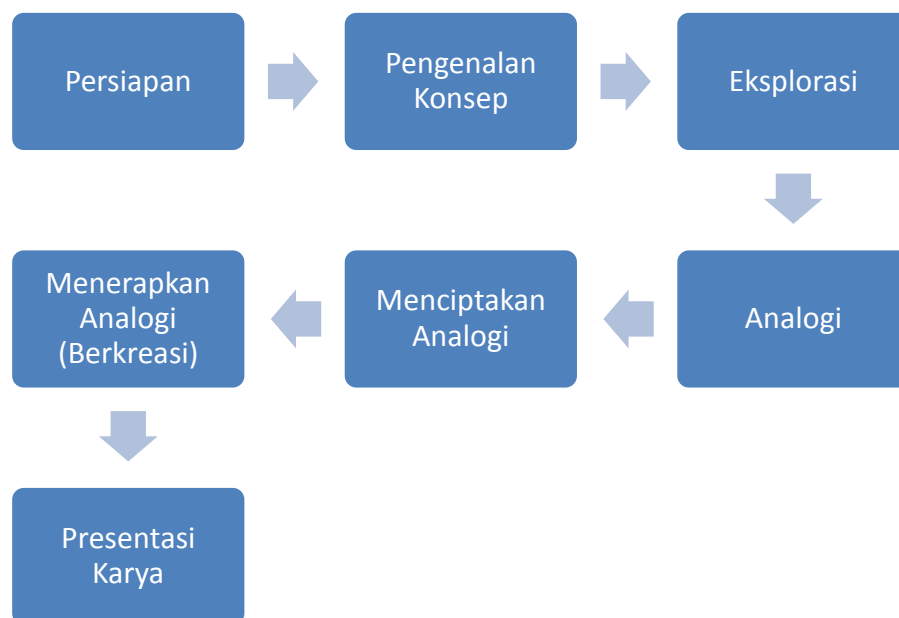 Persiapan
Pengenalan
Konsep
Eksplorasi
Analogi
Menciptakan
Analogi
Menerapkan
Analogi
(Berkreasi)
Presentasi
Karya